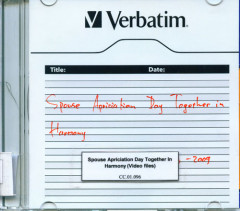 Verbatim
Title: Date:
Spouse Apriciation Day Together in
Harmony
-2009
Spouse Apriciation Day Together In
Harmony (Video files)
CC.01.096